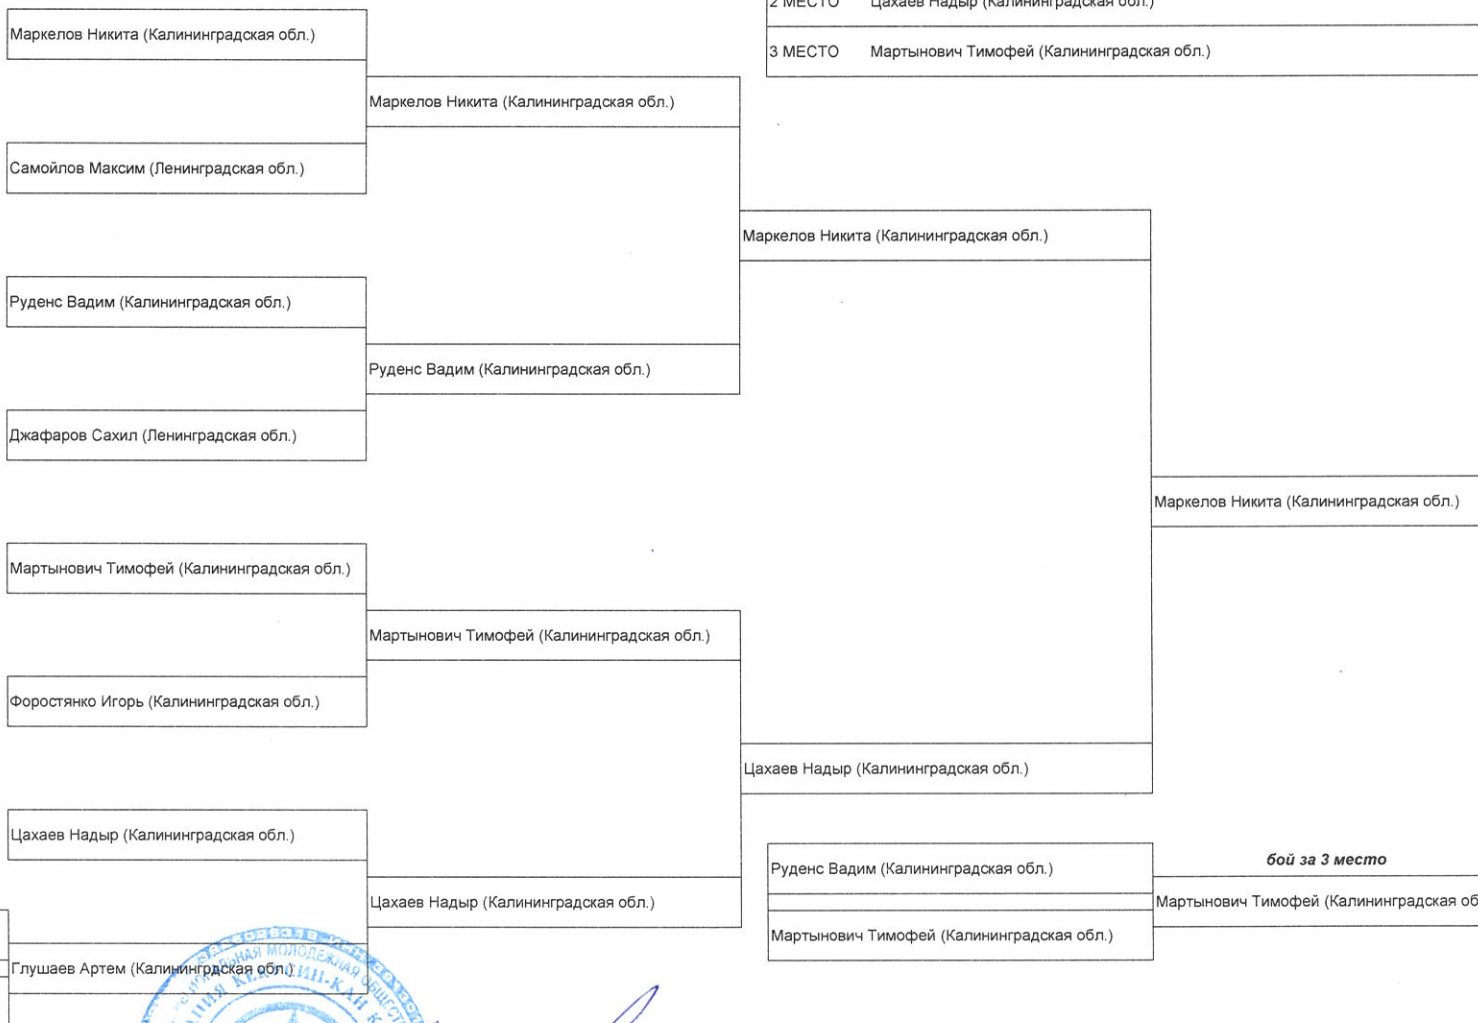 2 МЕСТО Цахаев Надыр (Калининградская обл.)
3 МЕСТО Мартынович Тимофей (Калининградская обл.)
Маркелов Никита (Калининградская обл.)
Маркелов Никита (Калининградская обл.)
Самойлов Максим (Ленинградская обл.)
Маркелов Никита (Калининградская обл.)
Руденс Вадим (Калининградская обл.)
Руденс Вадим (Калининградская обл.)
Джафаров Сахил (Ленинградская обл.)
Маркелов Никита (Калининградская обл.)
Мартынович Тимофей (Калининградская обл.)
Мартынович Тимофей (Калининградская обл.)
Форостянко Игорь (Калининградская обл.)
Цахаев Надыр (Калининградская обл.)
Цахаев Надыр (Калининградская обл.)
Цахаев Надыр (Калининградская обл.)
Глушаев Артем (Калининградская обл.)
Руденс Вадим (Калининградская обл.)
бой за 3 место
Мартынович Тимофей (Калининградская об
Мартынович Тимофей (Калининградская обл.)
МОЛОДЕЖНАЯ